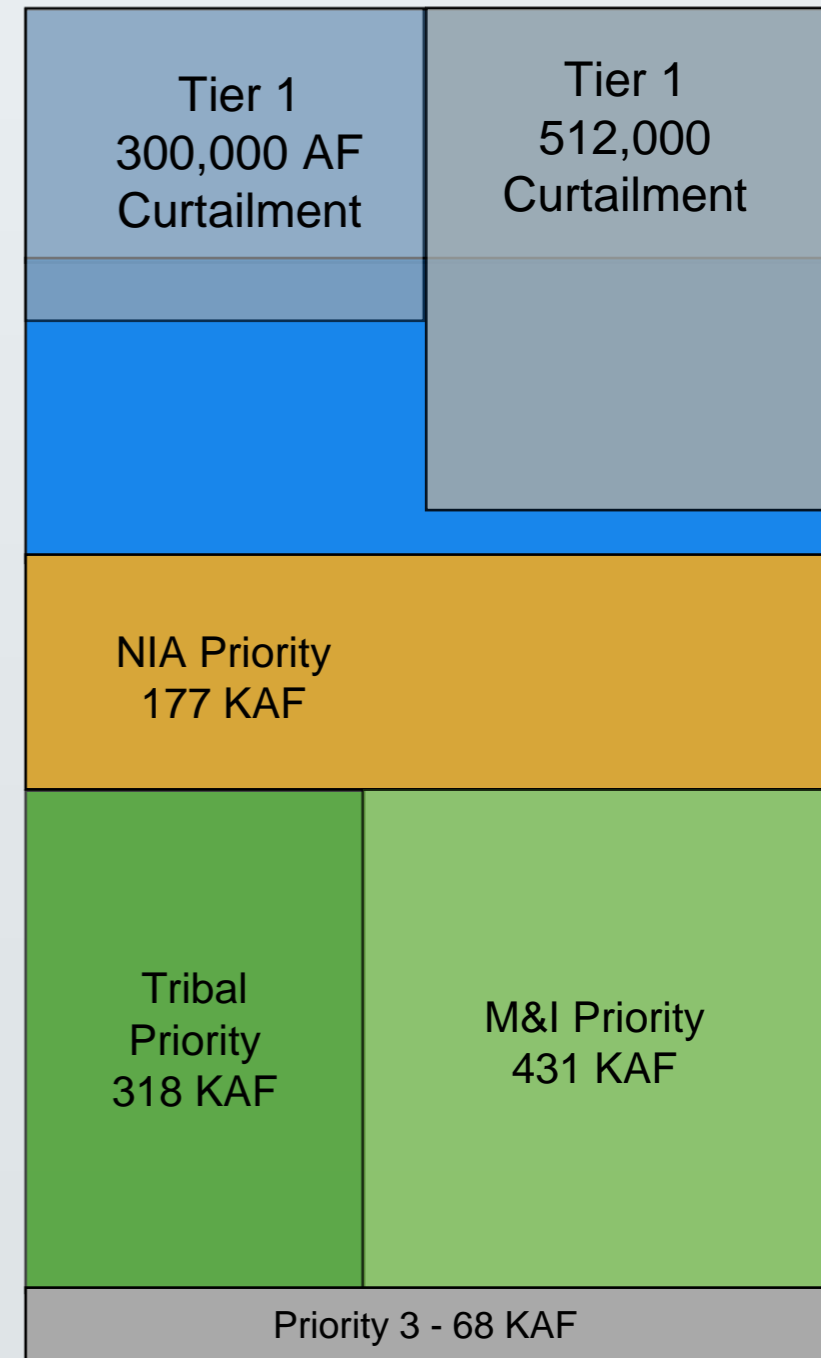 Tier 1
300,000 AF
Curtailment
Tier 1
512,000
Curtailment
NIA Priority
177 KAF
Tribal
Priority
318 KAF
M&I Priority
431 KAF
Priority 3 - 68 KAF